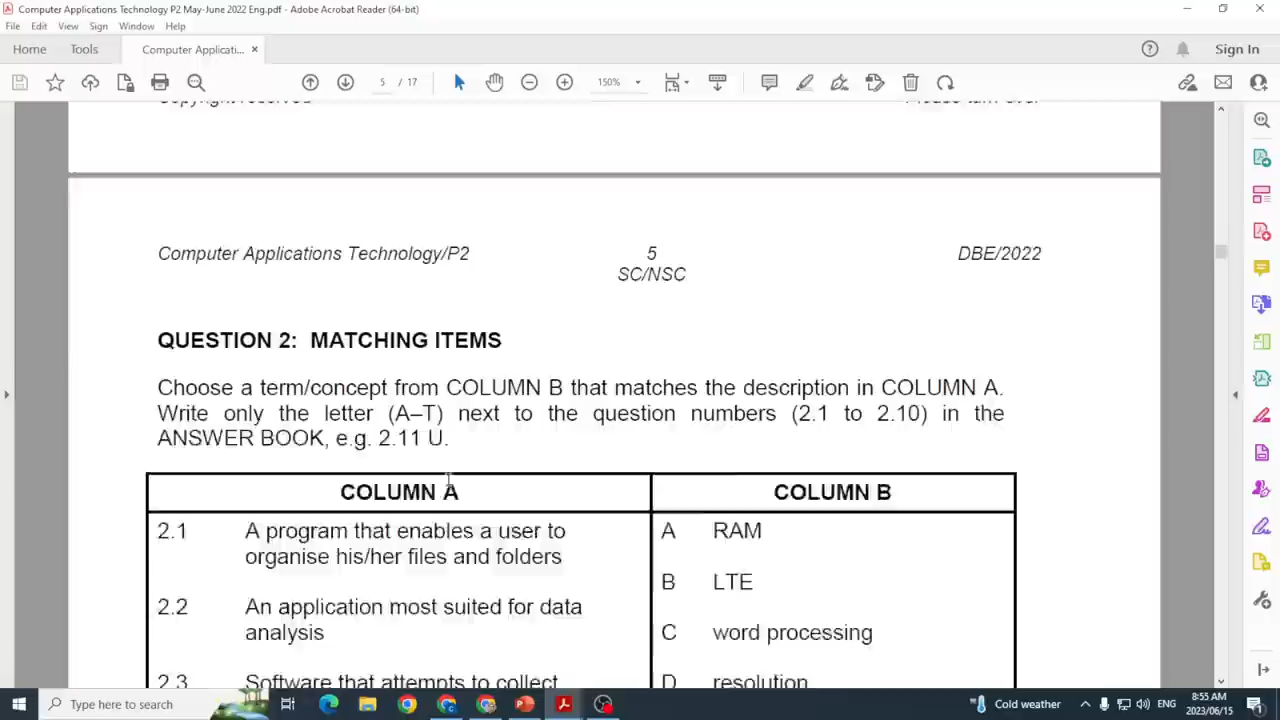 Computer Applications Technology P2 May-June 2022 Eng.pdf - Adobe Acrobat Reader (64-bit)
File Edit View Sign Window Help
Home Tools Computer Applicati... × Sign In
5 / 17 150%
Copyright reserved Please turn over
Computer Applications Technology/P2 5 DBE/2022
SC/NSC
QUESTION 2: MATCHING ITEMS
Choose a term/concept from COLUMN B that matches the description in COLUMN A.
Write only the letter (A–T) next to the question numbers (2.1 to 2.10) in the
ANSWER BOOK, e.g. 2.11 U.
COLUMN A COLUMN B
2.1 A program that enables a user to A RAM
organise his/her files and folders
B LTE
2.2 An application most suited for data
analysis C word processing
2.3 Software that attempts to collect D resolution
Type here to search Cold weather ENG 8:55 AM
2023/06/15